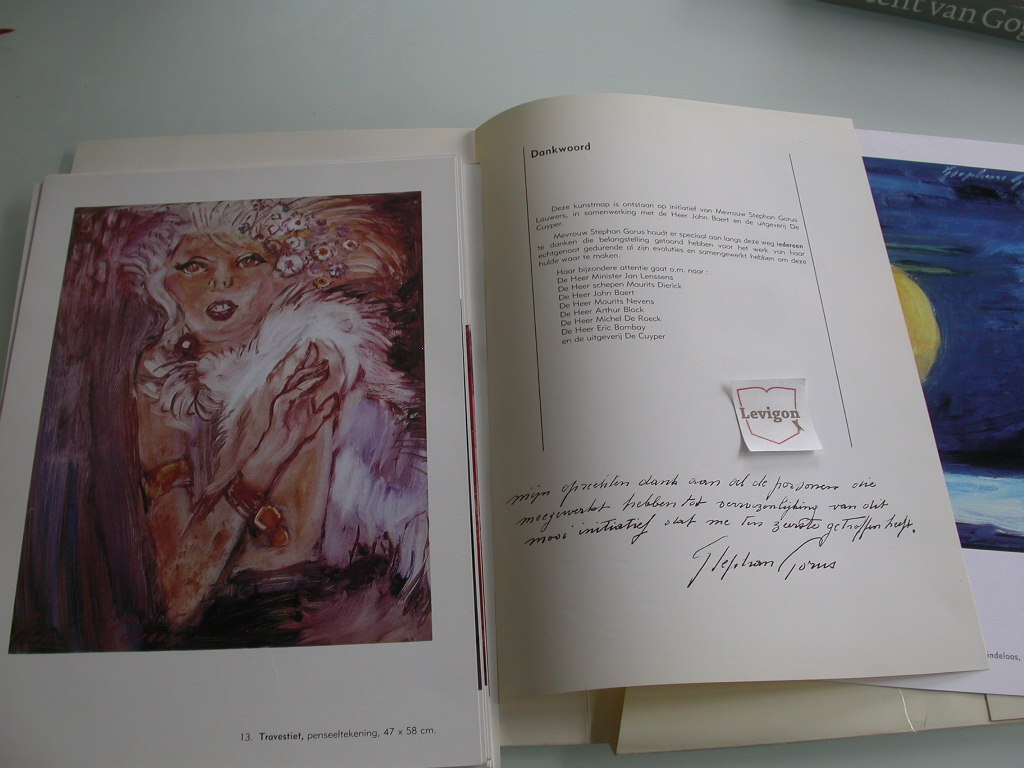 cent van Gog
Dankwoord
Deze kunstmap is ontstaan op initiatief van Mevrouw Stephan Gorus
Lauwers, in samenwerking met de Heer John Baert en de uitgeverij De
Cuyper.
Mevrouw Stephan Gorus houdt er speciaal aan langs deze weg iedereen
te danken die belangstelling getoond hebben voor het werk van haar
echtgenoot gedurende al zijn evoluties en samengewerkt hebben om deze
hulde waar te maken.
Haar bijzondere attentie gaat o.m. naar :
De Heer Minister Jan Lenssens
De Heer schepen Maurits Dierick
De Heer John Baert
De Heer Maurits Nevens
De Heer Arthur Block
De Heer Michel De Roeck
De Heer Eric Bombay
en de uitgeverij De Cuyper
Levigon
mijn oprechten dank aan al de personen die
meegewerkt hebben tot verwezenlijking van dit
mooi initiatief dat me ten zeerste getroffen heeft.
Stephan Gorus
13. Travestiet, penseeltekening, 47 x 58 cm.
indeloos,